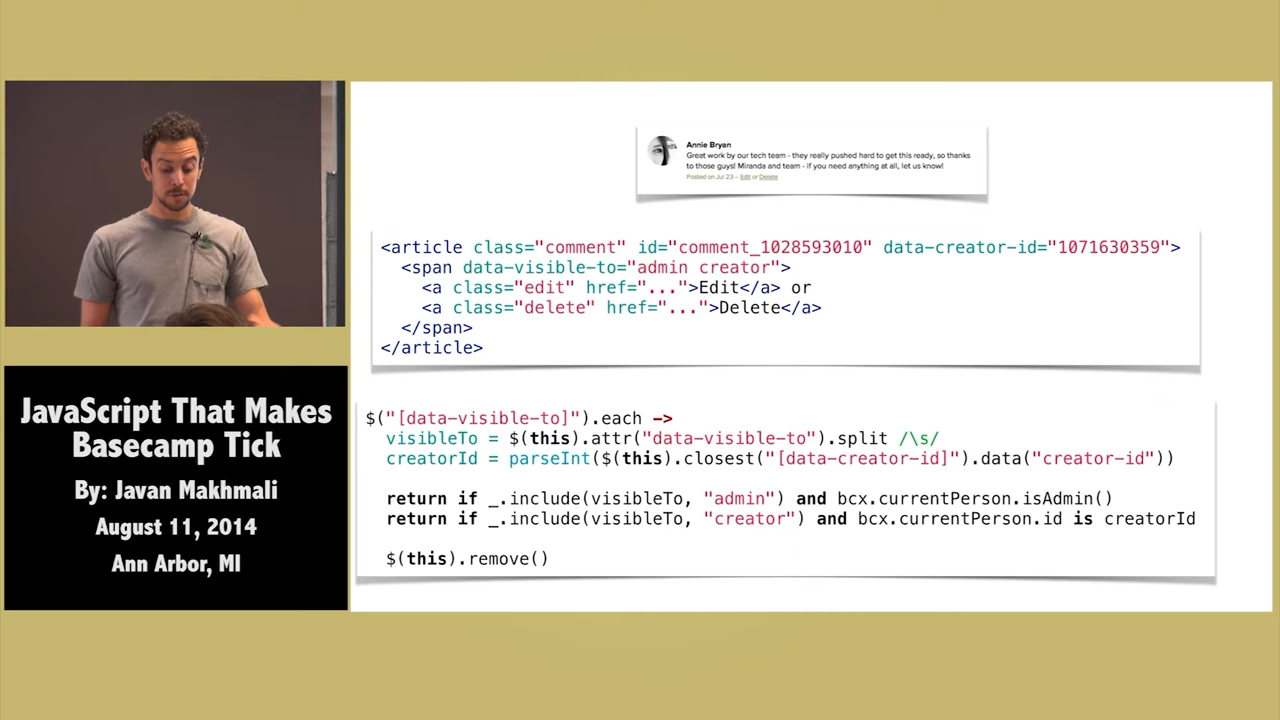 Annie Bryan
Great work by our tech team - they really pushed hard to get this ready, so thanks
to those guys! Miranda and team - if you need anything at all, let us know!
Posted on Jul 23 – Edit or Delete
<article class="comment" id="comment_1028593010" data-creator-id="1071630359">
  <span data-visible-to="admin creator">
    <a class="edit" href="...">Edit</a> or
    <a class="delete" href="...">Delete</a>
  </span>
</article>
$("[data-visible-to]").each ->
  visibleTo = $(this).attr("data-visible-to").split /\s/
  creatorId = parseInt($(this).closest("[data-creator-id]").data("creator-id"))
  return if _.include(visibleTo, "admin") and bcx.currentPerson.isAdmin()
  return if _.include(visibleTo, "creator") and bcx.currentPerson.id is creatorId
  $(this).remove()
JavaScript That Makes
Basecamp Tick
By: Javan Makhmali
August 11, 2014
Ann Arbor, MI